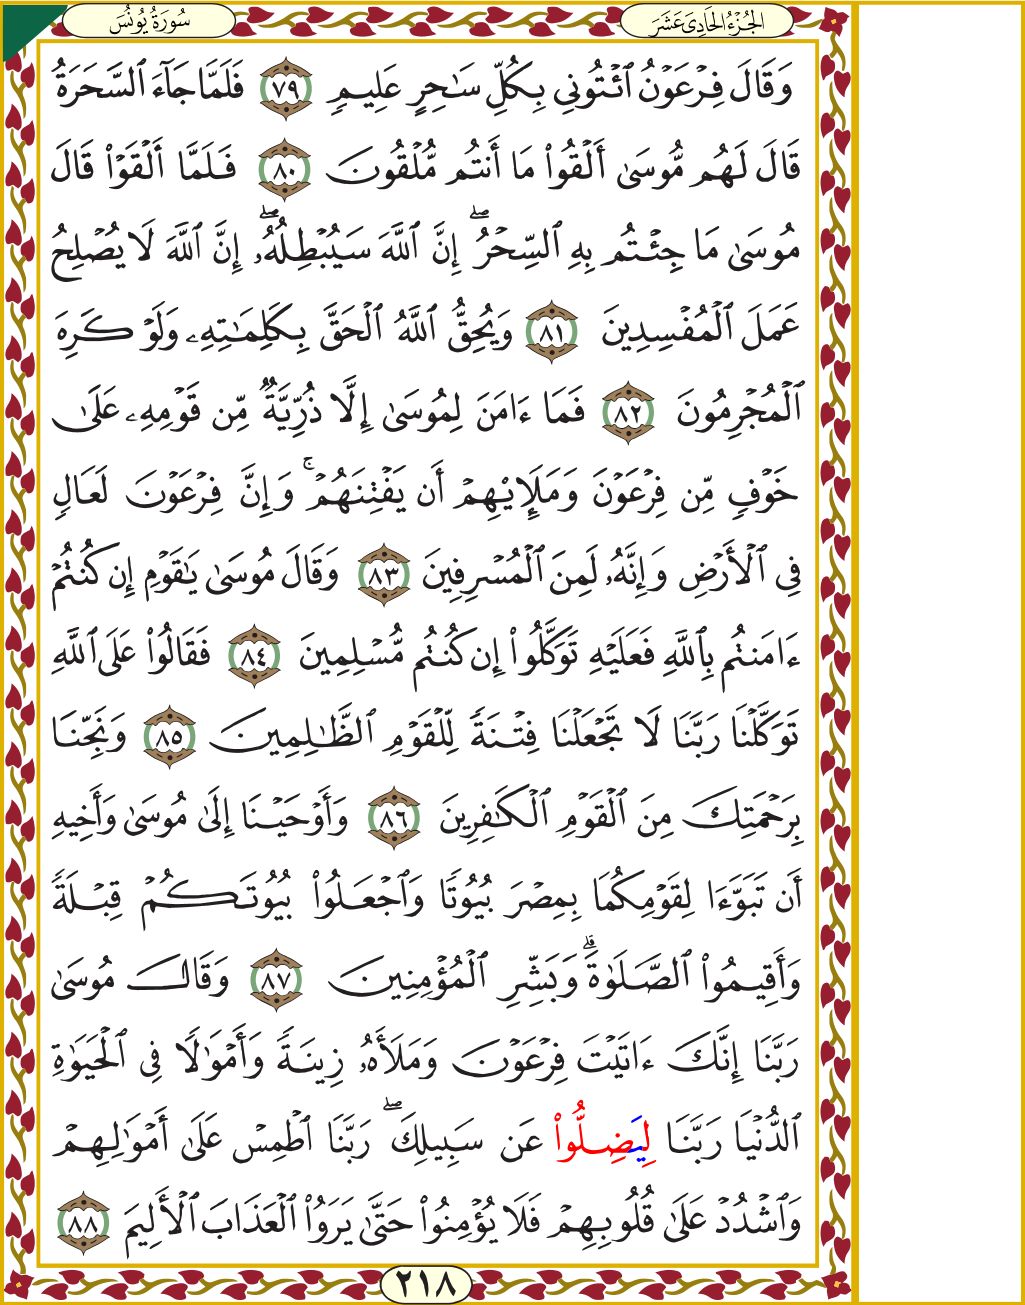 الجُزْءُ الحَادِيَ عَشَرَ
سُورَةُ يُونُسَ
وَقَالَ فِرۡعَوۡنُ ٱئۡتُونِي بِكُلِّ سَٰحِرٍ عَلِيمٖ ٧٩ فَلَمَّا جَآءَ ٱلسَّحَرَةُ
قَالَ لَهُم مُّوسَىٰٓ أَلۡقُواْ مَآ أَنتُم مُّلۡقُونَ ٨٠ فَلَمَّآ أَلۡقَوۡاْ قَالَ
مُوسَىٰ مَا جِئۡتُم بِهِ ٱلسِّحۡرُۖ إِنَّ ٱللَّهَ سَيُبۡطِلُهُۥٓۖ إِنَّ ٱللَّهَ لَا يُصۡلِحُ
عَمَلَ ٱلۡمُفۡسِدِينَ ٨١ وَيُحِقُّ ٱللَّهُ ٱلۡحَقَّ بِكَلِمَٰتِهِۦ وَلَوۡ كَرِهَ
ٱلۡمُجۡرِمُونَ ٨٢ فَمَآ ءَامَنَ لِمُوسَىٰٓ إِلَّا ذُرِّيَّةٞ مِّن قَوۡمِهِۦ عَلَىٰ
خَوۡفٖ مِّن فِرۡعَوۡنَ وَمَلَإِيْهِمۡ أَن يَفۡتِنَهُمۡۚ وَإِنَّ فِرۡعَوۡنَ لَعَالٖ
فِي ٱلۡأَرۡضِ وَإِنَّهُۥ لَمِنَ ٱلۡمُسۡرِفِينَ ٨٣ وَقَالَ مُوسَىٰ يَٰقَوۡمِ إِن كُنتُمۡ
ءَامَنتُم بِٱللَّهِ فَعَلَيۡهِ تَوَكَّلُوٓاْ إِن كُنتُم مُّسۡلِمِينَ ٨٤ فَقَالُواْ عَلَى ٱللَّهِ
تَوَكَّلۡنَا رَبَّنَا لَا تَجۡعَلۡنَا فِتۡنَةٗ لِّلۡقَوۡمِ ٱلظَّٰلِمِينَ ٨٥ وَنَجِّنَا
بِرَحۡمَتِكَ مِنَ ٱلۡقَوۡمِ ٱلۡكَٰفِرِينَ ٨٦ وَأَوۡحَيۡنَآ إِلَىٰ مُوسَىٰ وَأَخِيهِ
أَن تَبَوَّءَا لِقَوۡمِكُمَا بِمِصۡرَ بُيُوتٗا وَٱجۡعَلُواْ بُيُوتَكُمۡ قِبۡلَةٗ
وَأَقِيمُواْ ٱلصَّلَوٰةَۗ وَبَشِّرِ ٱلۡمُؤۡمِنِينَ ٨٧ وَقَالَ مُوسَىٰ
رَبَّنَآ إِنَّكَ ءَاتَيۡتَ فِرۡعَوۡنَ وَمَلَأَهُۥ زِينَةٗ وَأَمۡوَٰلٗا فِي ٱلۡحَيَوٰةِ
ٱلدُّنۡيَا رَبَّنَا لِيَضِلُّواْ عَن سَبِيلِكَۖ رَبَّنَا ٱطۡمِسۡ عَلَىٰٓ أَمۡوَٰلِهِمۡ
وَٱشۡدُدۡ عَلَىٰ قُلُوبِهِمۡ فَلَا يُؤۡمِنُواْ حَتَّىٰ يَرَوُاْ ٱلۡعَذَابَ ٱلۡأَلِيمَ ٨٨
٢١٨